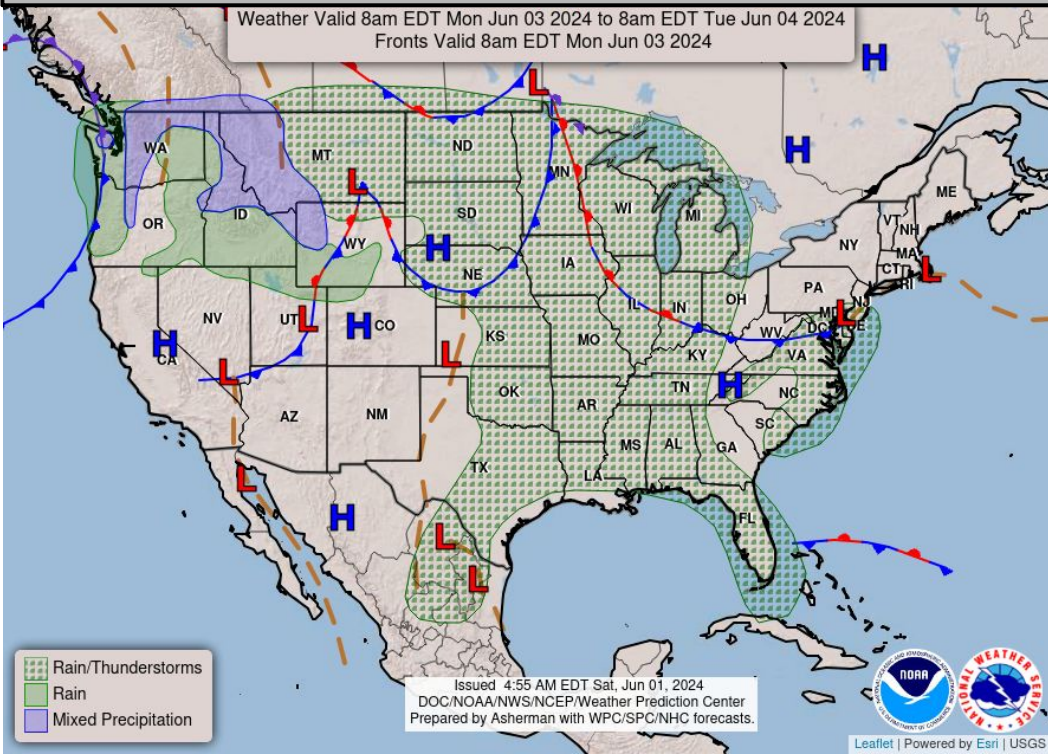 Weather Valid 8am EDT Mon Jun 03 2024 to 8am EDT Tue Jun 04 2024
Fronts Valid 8am EDT Mon Jun 03 2024
H
L
H
WA
MT
ND
MN
ME
L
OR
ID
SD
WI
MI
VT
NH
WY
H
NY
MA
CT
RI
L
NE
IA
PA
NJ
NV
UT
L
H
CO
IL
IN
OH
MD
L
DE
DC
WV
H
CA
KS
MO
KY
VA
L
L
OK
TN
H
NC
AZ
NM
AR
SC
MS
AL
GA
L
TX
LA
H
FL
L
L
Rain/Thunderstorms
Rain
Mixed Precipitation
Issued 4:55 AM EDT Sat, Jun 01, 2024
DOC/NOAA/NWS/NCEP/Weather Prediction Center
Prepared by Asherman with WPC/SPC/NHC forecasts.
NOAA
NATIONAL WEATHER SERVICE
Leaflet | Powered by Esri | USGS